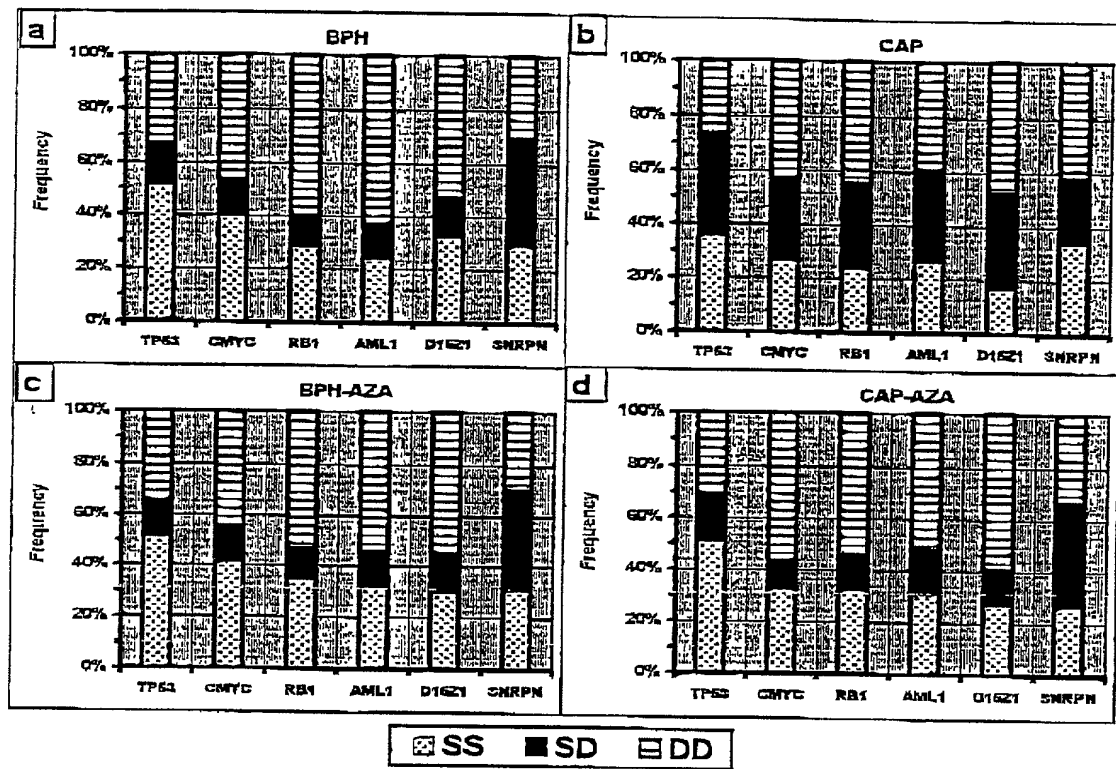 a
BPH
100%
80%
60%
40%
20%
0%
Frequency
TP53
CMYC
RB1
AML1
D15Z1
SNRPN
b
CAP
100%
80%
60%
40%
20%
0%
Frequency
TP53
CMYC
RB1
AML1
D15Z1
SNRPN
c
BPH-AZA
100%
80%
60%
40%
20%
0%
Frequency
TP53
CMYC
RB1
AML1
D15Z1
SNRPN
d
CAP-AZA
100%
80%
60%
40%
20%
0%
Frequency
TP53
CMYC
RB1
AML1
D15Z1
SNRPN
SS SD DD